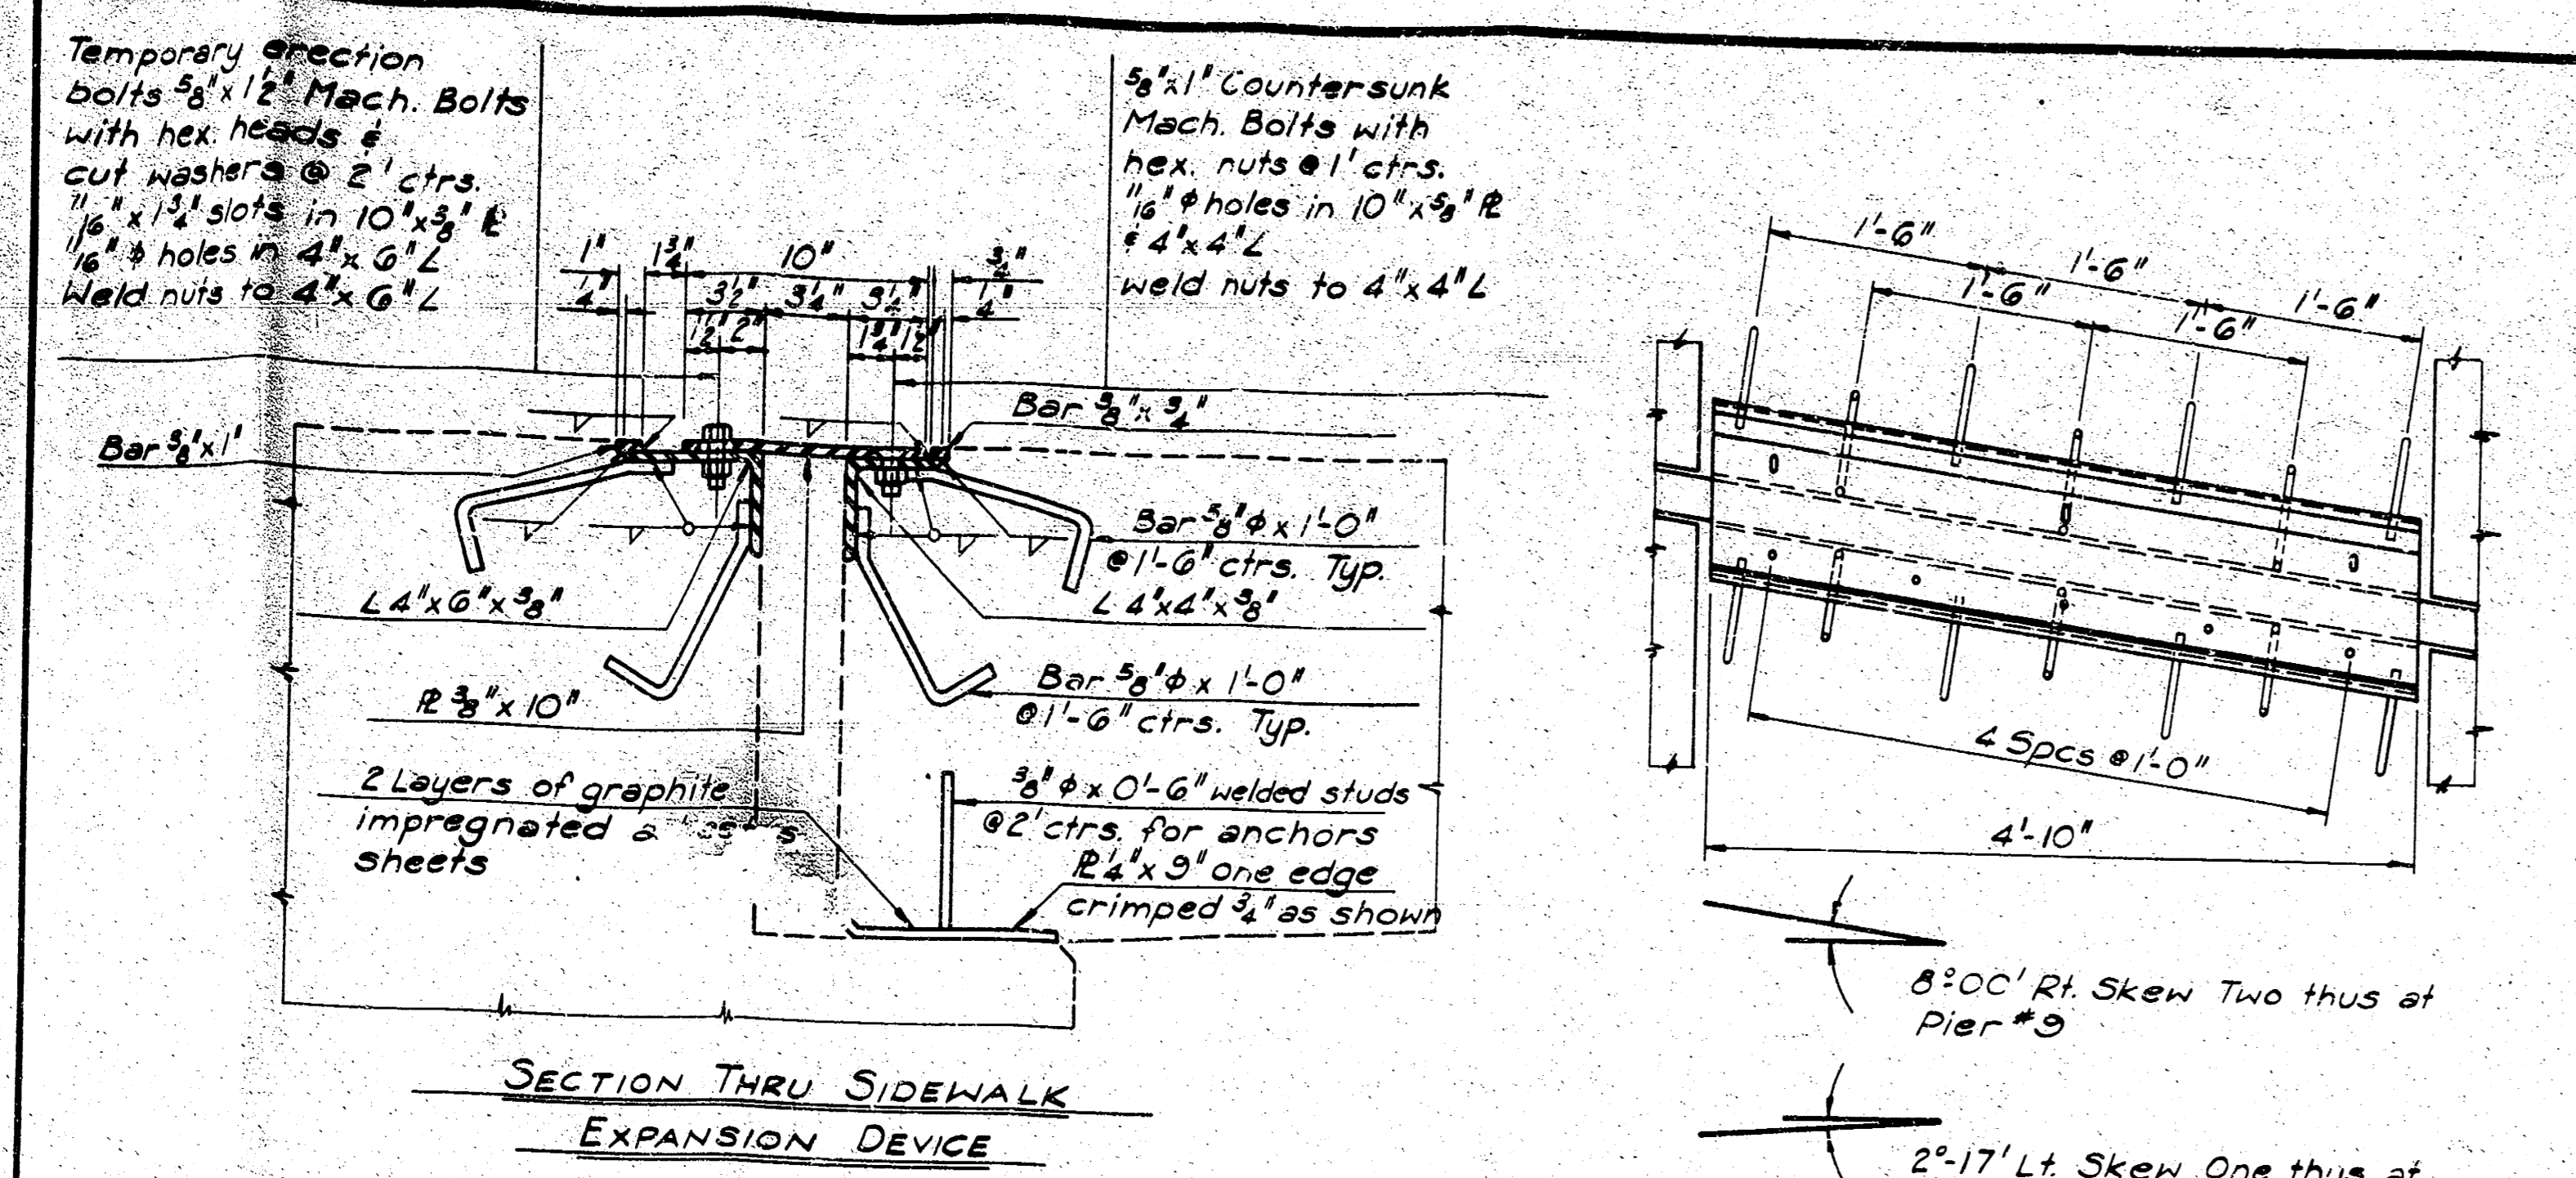 Temporary erection
bolts 5/8" x 1 1/2" Mach. Bolts
with hex. heads &
cut washers @ 2' ctrs.
11/16" x 1 3/4" slots in 10" x 3/8" ℄
11/16" φ holes in 4" x 6" L
Weld nuts to 4" x 6" L
5/8" x 1" Countersunk
Mach. Bolts with
hex. nuts @ 1' ctrs.
11/16" φ holes in 10" x 5/8" PL
& 4" x 4" L
weld nuts to 4" x 4" L
1" 1 3/4" 10" 3/4"
1/4" 3 1/2" 3 1/4" 3 1/4" 1/4"
1 1/2" 2" 1 3/4" 1 1/2"
Bar 3/8" x 1"
Bar 3/8" x 3/4"
Bar 5/8" φ x 1'-0"
@ 1'-6" ctrs. Typ.
L 4" x 6" x 3/8"
L 4" x 4" x 3/8"
PL 3/8" x 10"
Bar 5/8" φ x 1'-0"
@ 1'-6" ctrs. Typ.
2 Layers of graphite
impregnated
sheets
3/8" φ x 0'-6" welded studs
@ 2' ctrs. for anchors
PL 1/4" x 9" one edge
crimped 3/4" as shown
SECTION THRU SIDEWALK
EXPANSION DEVICE
1'-6" 1'-6" 1'-6"
1'-6" 1'-6"
4 Spcs @ 1'-0"
4'-10"
8°-00' Rt. Skew Two thus at
Pier #9
2°-17' Lt. Skew One thus at